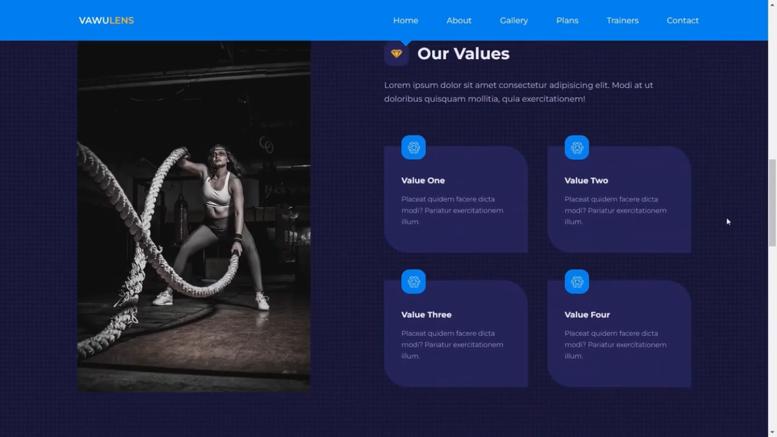 VAWULENS
Home About Gallery Plans Trainers Contact
Our Values
Lorem ipsum dolor sit amet consectetur adipisicing elit. Modi at ut
doloribus quisquam mollitia, quia exercitationem!
Value One
Placeat quidem facere dicta
modi? Pariatur exercitationem
illum.
Value Two
Placeat quidem facere dicta
modi? Pariatur exercitationem
illum.
Value Three
Placeat quidem facere dicta
modi? Pariatur exercitationem
illum.
Value Four
Placeat quidem facere dicta
modi? Pariatur exercitationem
illum.